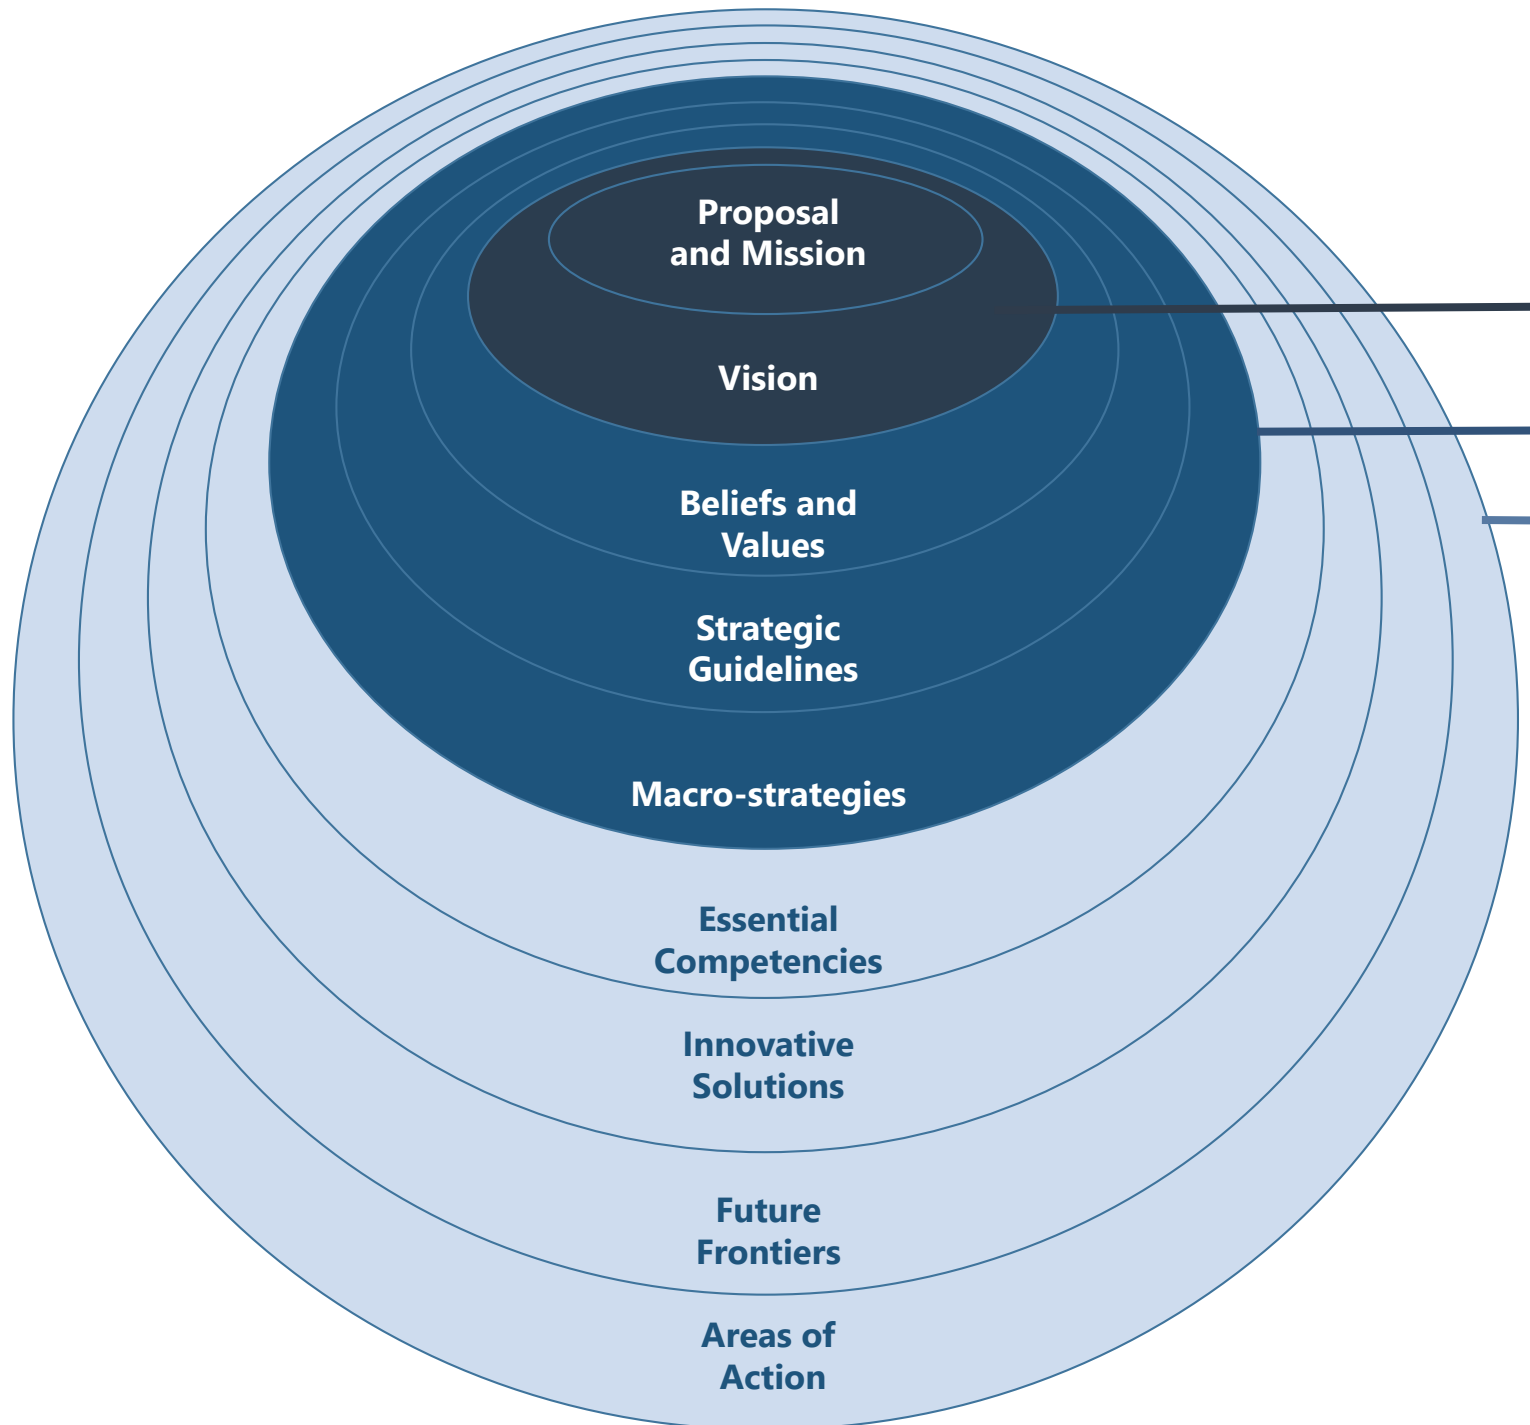 Proposal
and Mission
Vision
Beliefs and
Values
Strategic
Guidelines
Macro-strategies
Essential
Competencies
Innovative
Solutions
Future
Frontiers
Areas of
Action